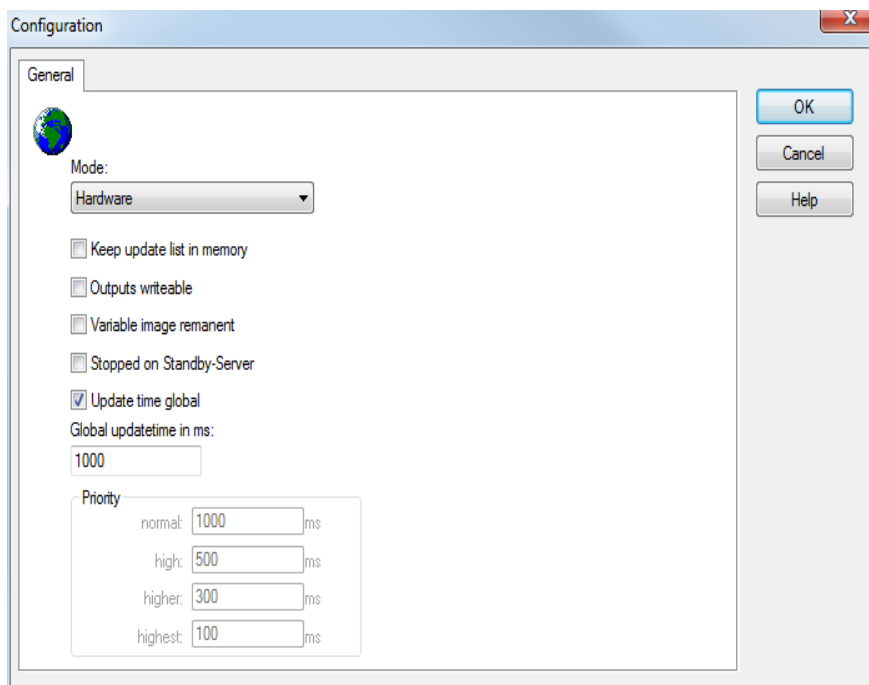 Configuration
X
General
OK
Cancel
Help
Mode:
Hardware
Keep update list in memory
Outputs writeable
Variable image remanent
Stopped on Standby-Server
Update time global
Global updatetime in ms:
1000
Priority
normal: 1000 ms
high: 500 ms
higher: 300 ms
highest: 100 ms